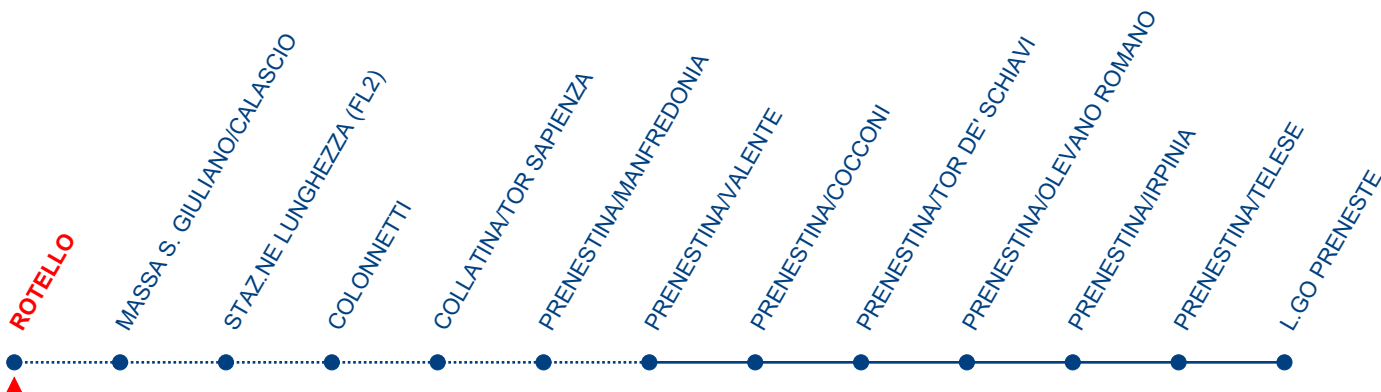 ROTELLO
MASSA S. GIULIANO/CALASCIO
STAZ.NE LUNGHEZZA (FL2)
COLONNETTI
COLLATINA/TOR SAPIENZA
PRENESTINA/MANFREDONIA
PRENESTINA/VALENTE
PRENESTINA/COCCONI
PRENESTINA/TOR DE' SCHIAVI
PRENESTINA/OLEVANO ROMANO
PRENESTINA/IRPINIA
PRENESTINA/TELESE
L.GO PRENESTE